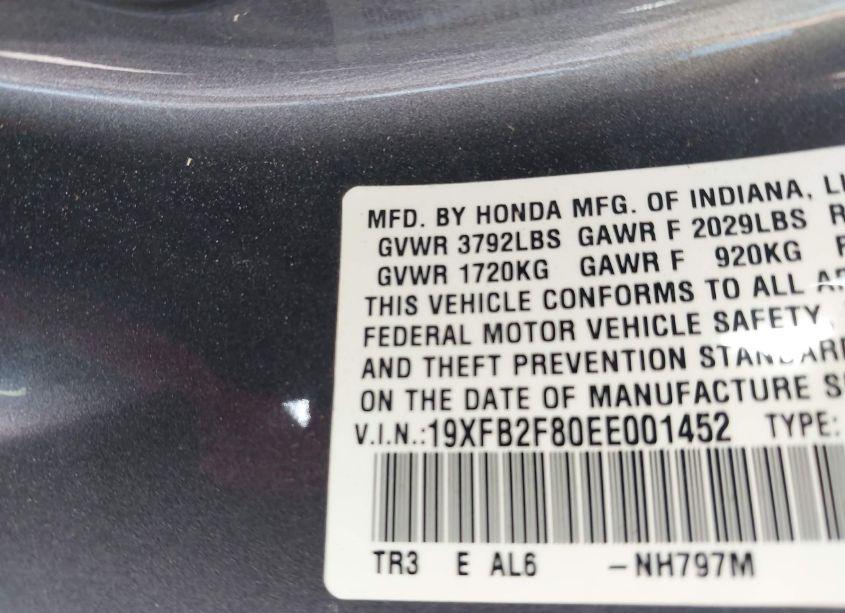 MFD. BY HONDA MFG. OF INDIANA,
GVWR 3792LBS GAWR F 2029LBS R
GVWR 1720KG GAWR F 920KG
THIS VEHICLE CONFORMS TO ALL
FEDERAL MOTOR VEHICLE SAFETY,
AND THEFT PREVENTION STANDARD
ON THE DATE OF MANUFACTURE
V.I.N.:19XFB2F80EE001452 TYPE:
TR3 E AL6 -NH797M